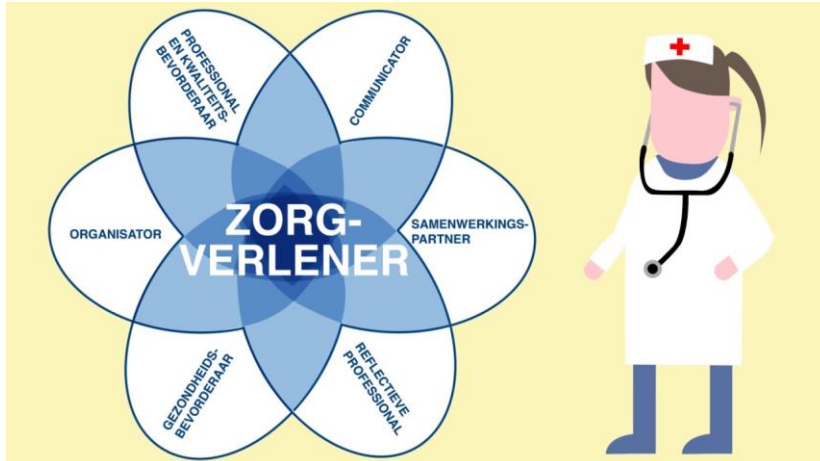 PROFESSIONAL
EN KWALITEITS-
BEVORDERAAR
COMMUNICATOR
ORGANISATOR
ZORG-
VERLENER
SAMENWERKINGS-
PARTNER
GEZONDHEIDS-
BEVORDERAAR
REFLECTIEVE
PROFESSIONAL